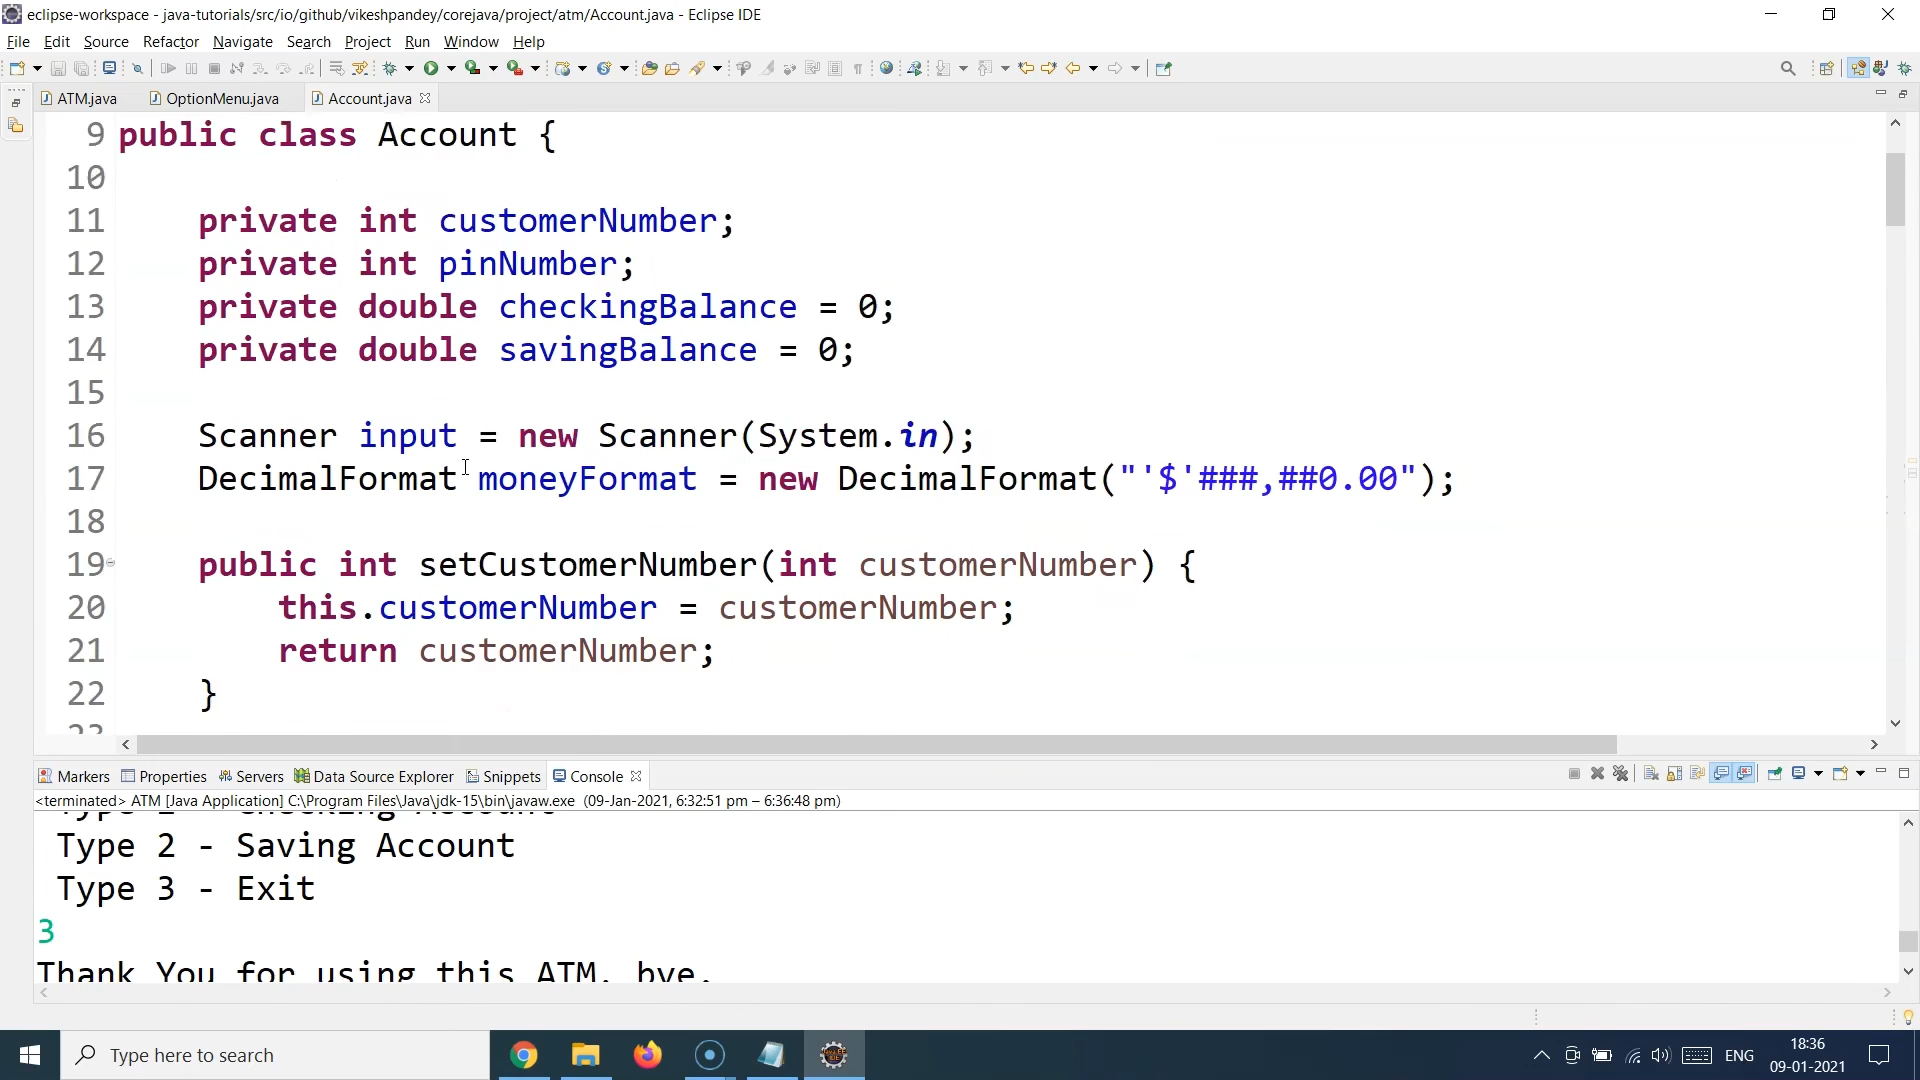 eclipse-workspace - java-tutorials/src/io/github/vikeshpandey/corejava/project/atm/Account.java - Eclipse IDE
File Edit Source Refactor Navigate Search Project Run Window Help
ATM.java OptionMenu.java Account.java
9 public class Account {
10
11 private int customerNumber;
12 private int pinNumber;
13 private double checkingBalance = 0;
14 private double savingBalance = 0;
15
16 Scanner input = new Scanner(System.in);
17 DecimalFormat moneyFormat = new DecimalFormat("'$'###,##0.00");
18
19 public int setCustomerNumber(int customerNumber) {
20 this.customerNumber = customerNumber;
21 return customerNumber;
22 }
23
Markers Properties Servers Data Source Explorer Snippets Console
<terminated> ATM [Java Application] C:\Program Files\Java\jdk-15\bin\javaw.exe (09-Jan-2021, 6:32:51 pm – 6:36:48 pm)
Type 1 - Checking Account
Type 2 - Saving Account
Type 3 - Exit
3
Thank You for using this ATM, bye.
Type here to search
ENG
18:36
09-01-2021